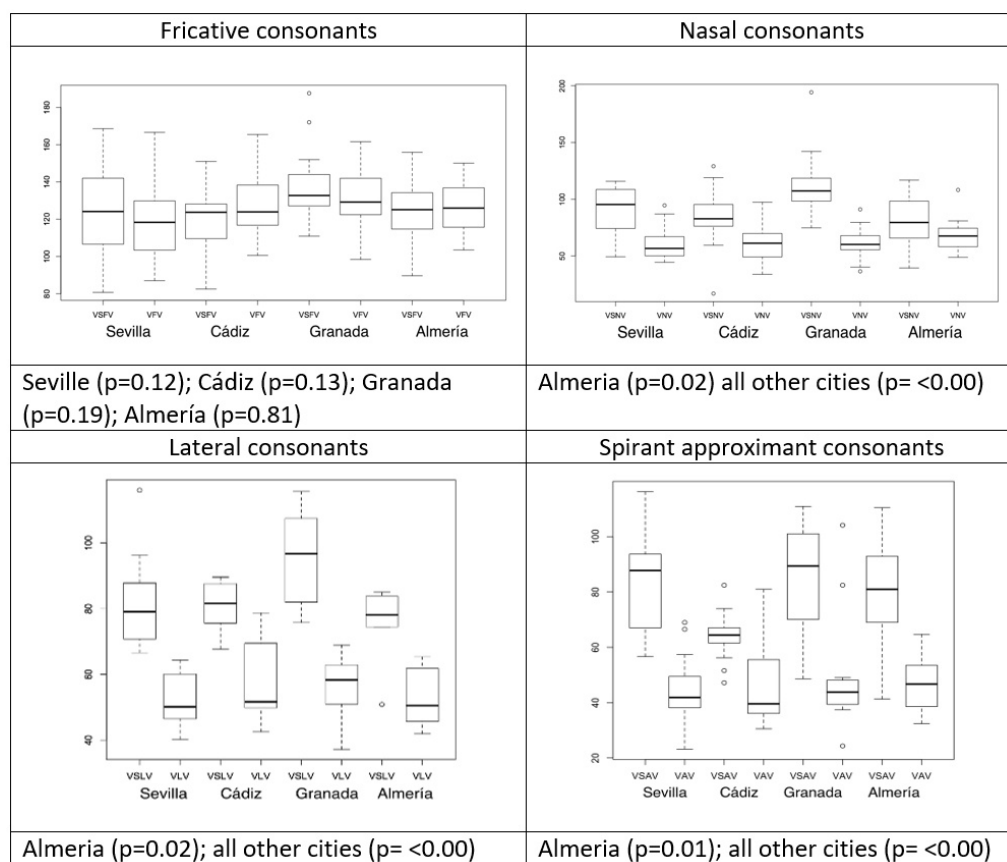 Fricative consonants
180
160
140
120
100
80
60
VSFV VFV VSFV VFV VSFV VFV VSFV VFV
Sevilla Cádiz Granada Almería
Seville (p=0.12); Cádiz (p=0.13); Granada
(p=0.19); Almería (p=0.81)
Nasal consonants
200
150
100
50
VSNV VNV VSNV VNV VSNV VNV VSNV VNV
Sevilla Cádiz Granada Almería
Almeria (p=0.02) all other cities (p= <0.00)
Lateral consonants
100
80
60
40
VSLV VLV VSLV VLV VSLV VLV VSLV VLV
Sevilla Cádiz Granada Almería
Almeria (p=0.02); all other cities (p= <0.00)
Spirant approximant consonants
100
80
60
40
20
VSAV VAV VSAV VAV VSAV VAV VSAV VAV
Sevilla Cádiz Granada Almería
Almeria (p=0.01); all other cities (p= <0.00)